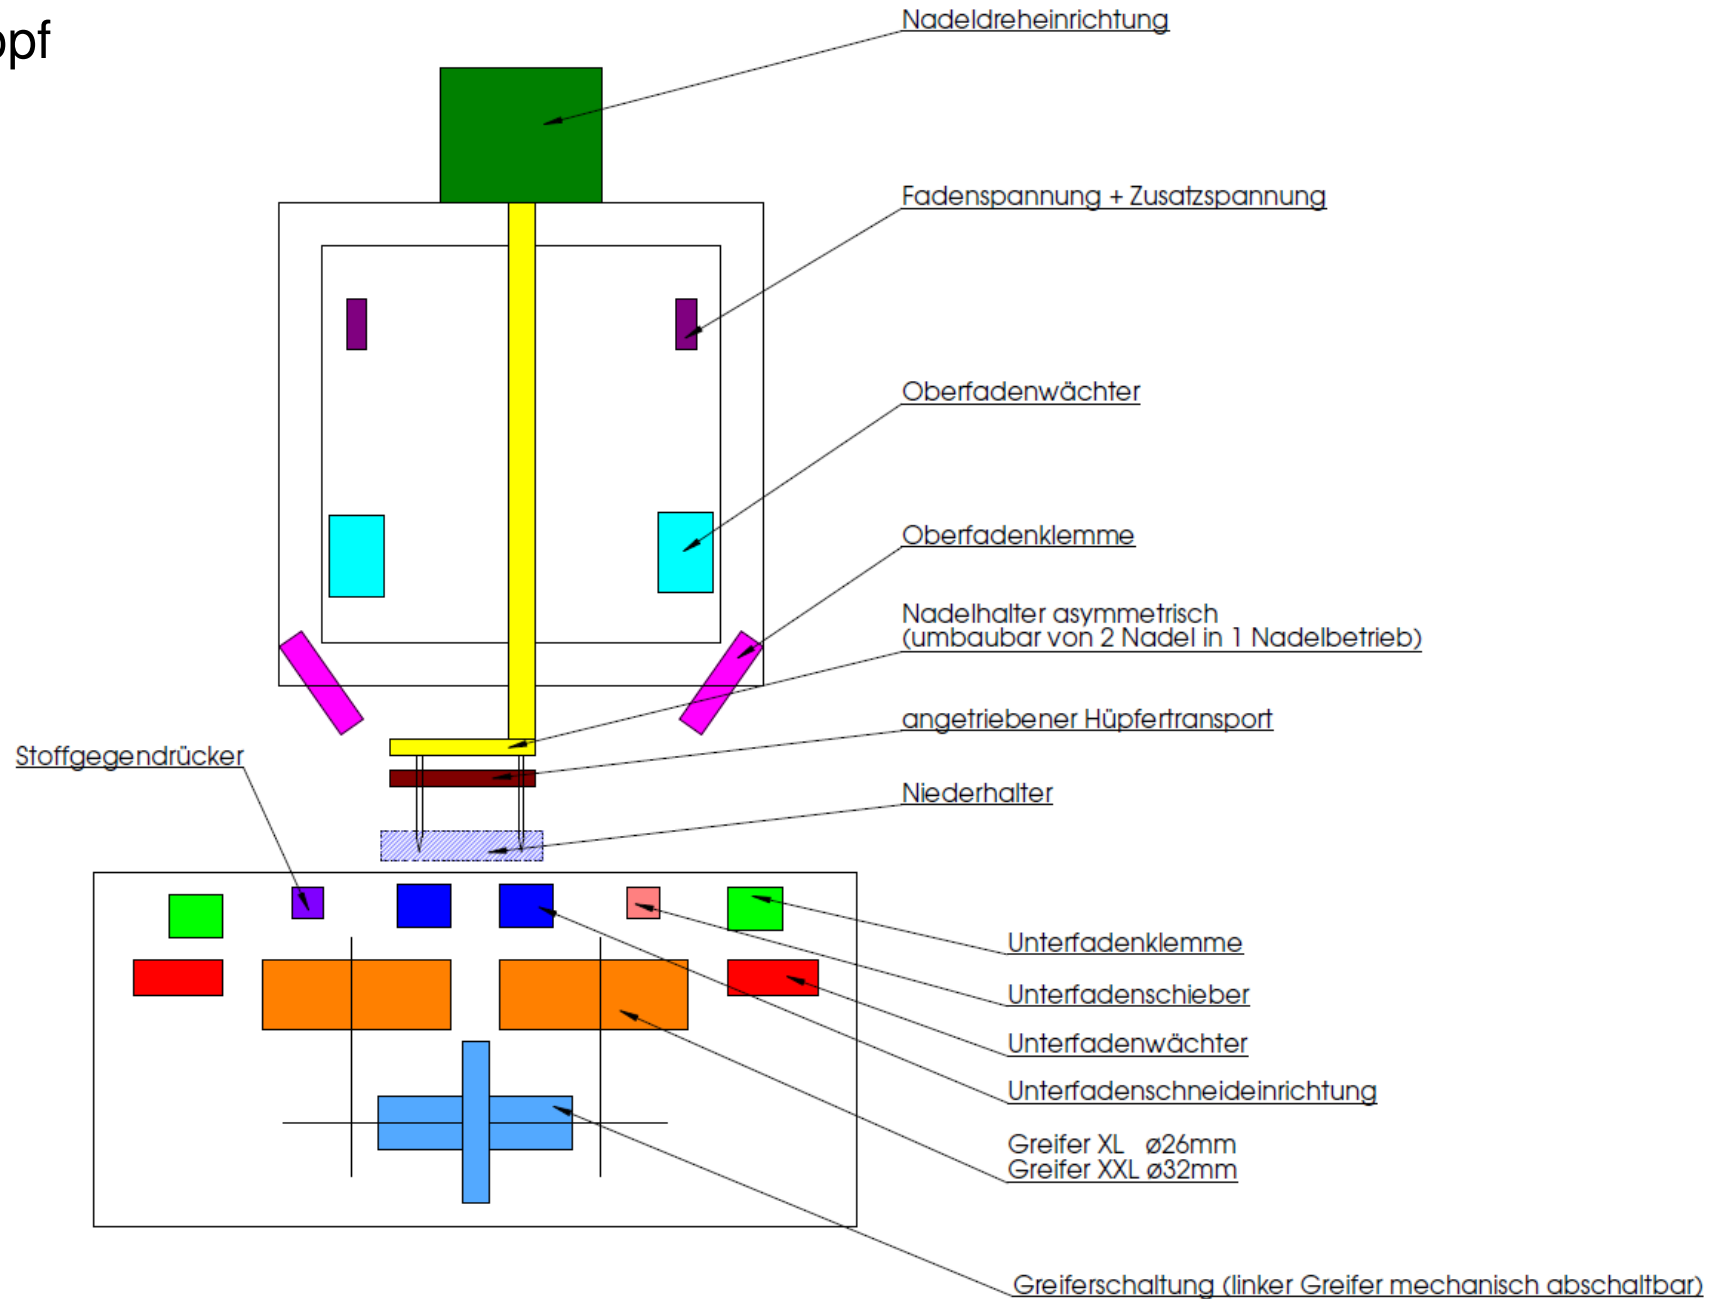 opf
Nadeldreheinrichtung
Fadenspannung + Zusatzspannung
Oberfadenwächter
Oberfadenklemme
Nadelhalter asymmetrisch
(umbaubar von 2 Nadel in 1 Nadelbetrieb)
angetriebener Hüpfertransport
Stoffgegendrücker
Niederhalter
Unterfadenklemme
Unterfadenschieber
Unterfadenwächter
Unterfadenschneideinrichtung
Greifer XL ø26mm
Greifer XXL ø32mm
Greiferschaltung (linker Greifer mechanisch abschaltbar)